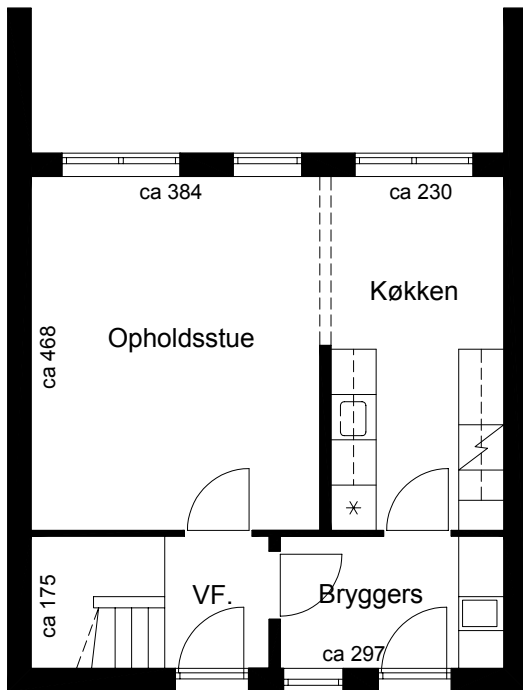 ca 384
ca 230
Køkken
Opholdsstue
ca 468
ca 175
VF.
Bryggers
ca 297